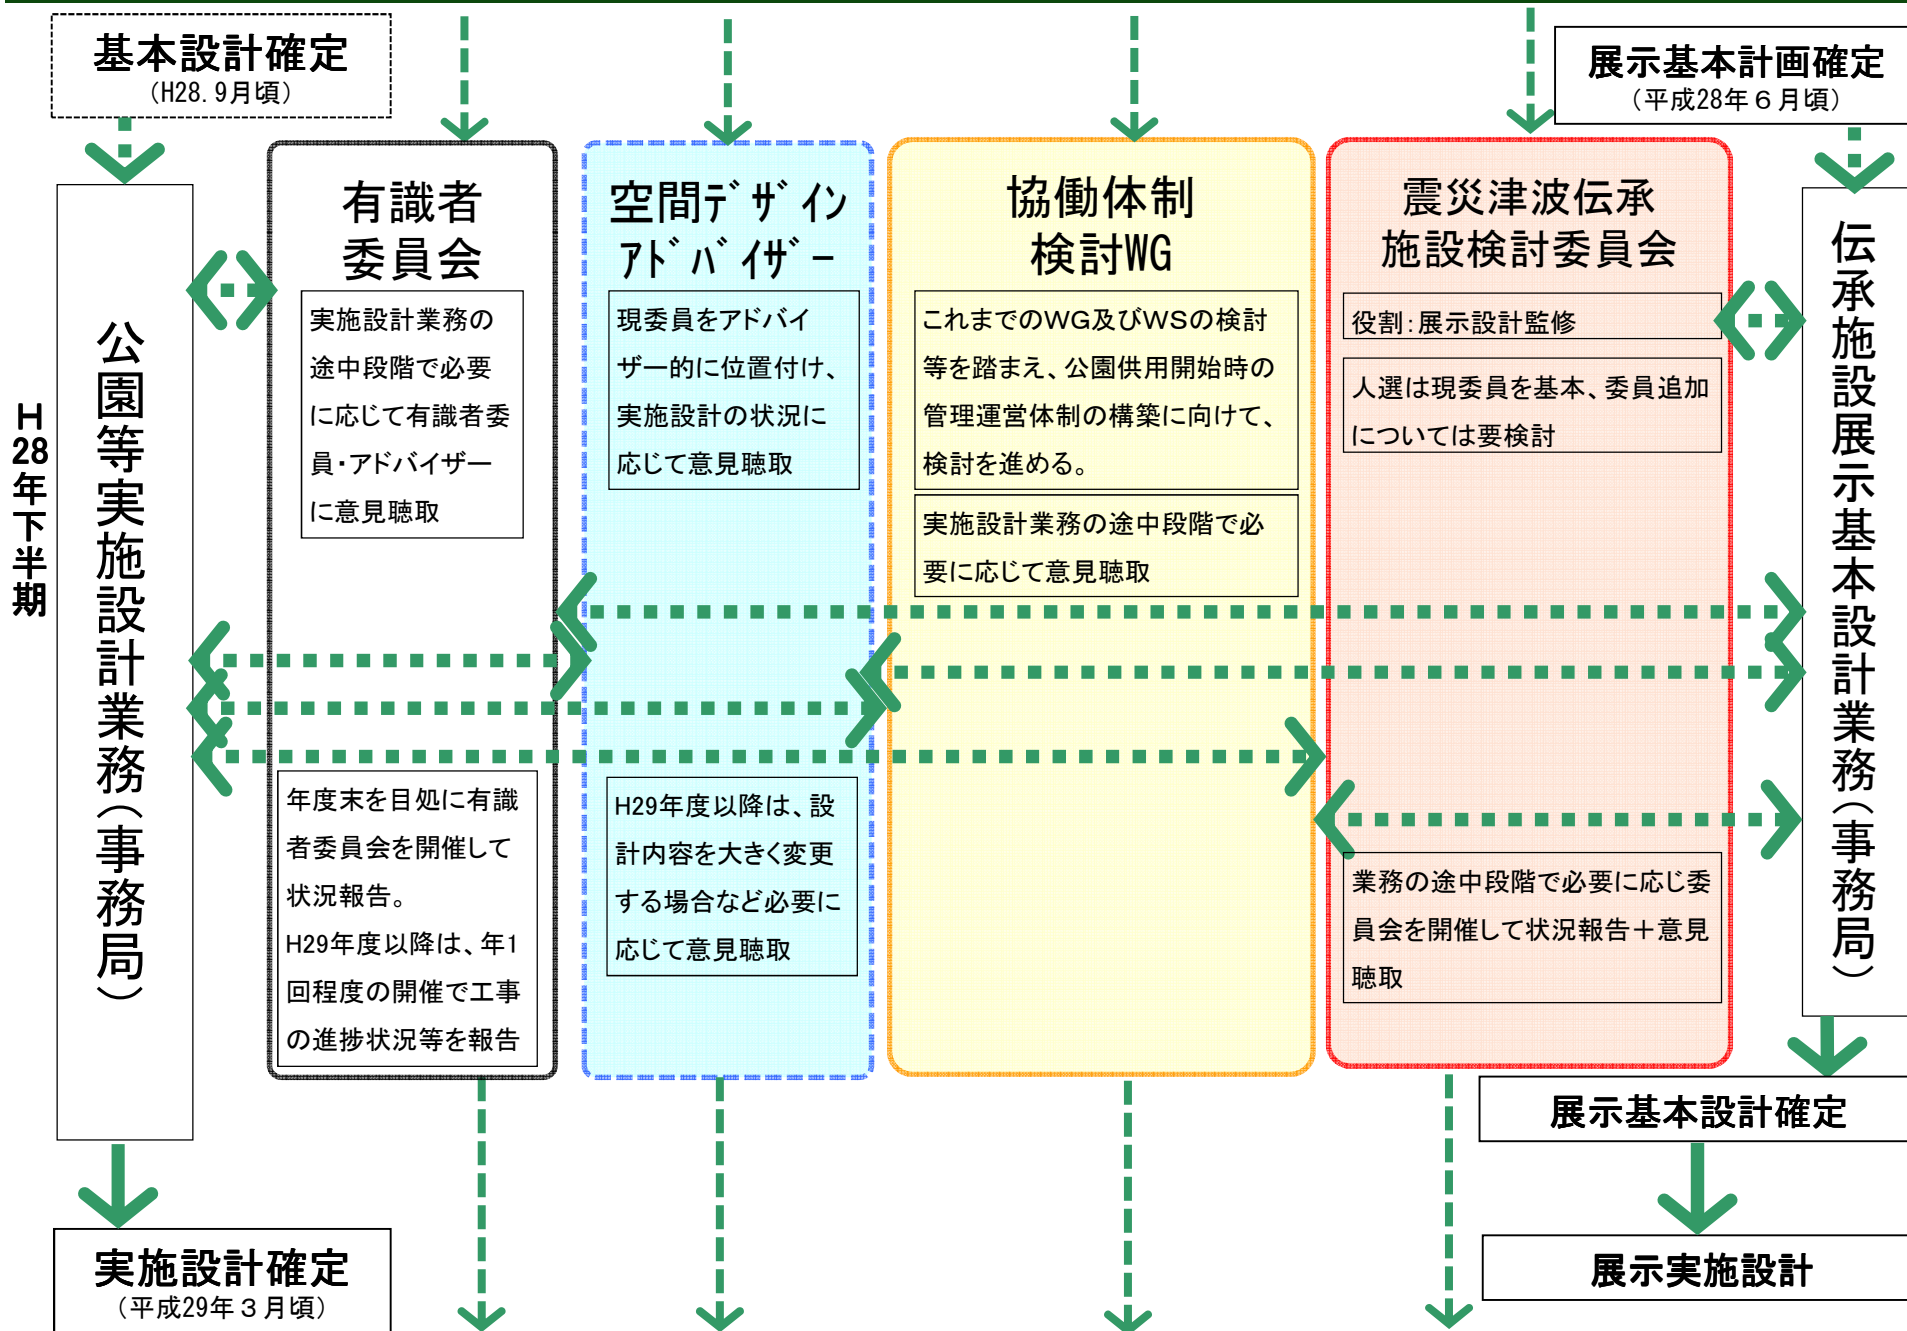 基本設計確定
（H28.9月頃）
展示基本計画確定
（平成28年６月頃）
H28年下半期
公園等実施設計業務（事務局）
有識者
委員会
実施設計業務の
途中段階で必要
に応じて有識者委
員・アドバイザー
に意見聴取
年度末を目処に有識
者委員会を開催して
状況報告。
H29年度以降は、年1
回程度の開催で工事
の進捗状況等を報告
空間ﾃﾞｻﾞｲﾝ
ｱﾄﾞﾊﾞｲｻﾞｰ
現委員をアドバイ
ザー的に位置付け、
実施設計の状況に
応じて意見聴取
H29年度以降は、設
計内容を大きく変更
する場合など必要に
応じて意見聴取
協働体制
検討WG
これまでのWG及びWSの検討
等を踏まえ、公園供用開始時の
管理運営体制の構築に向けて、
検討を進める。
実施設計業務の途中段階で必
要に応じて意見聴取
震災津波伝承
施設検討委員会
役割：展示設計監修
人選は現委員を基本、委員追加
については要検討
業務の途中段階で必要に応じ委
員会を開催して状況報告＋意見
聴取
伝承施設展示基本設計業務（事務局）
展示基本設計確定
展示実施設計
実施設計確定
（平成29年３月頃）